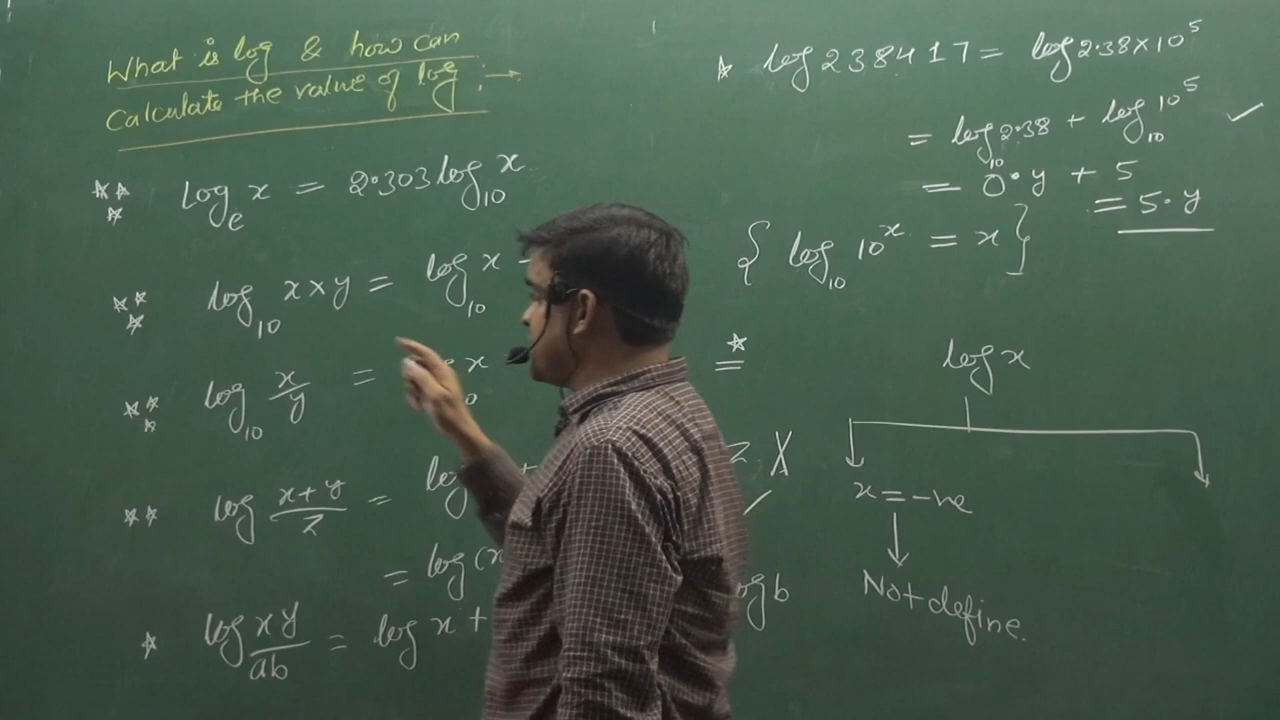 What is log & how can
Calculate the value of log :→
** log_e x = 2.303 log_10 x
*
** log_10 x×y = log_10 x -
*
** log_10 x/y = x
*
** log (x+y)/z = log + z X
= log(x ✓
* log xy/ab = log x + log b
* log 238417 = log 2.38×10^5
= log_10 2.38 + log_10 10^5 ✓
= 0.y + 5
= 5.y
{ log_10 10^x = x }
* =
log x
x = -ve
↓
Not define.